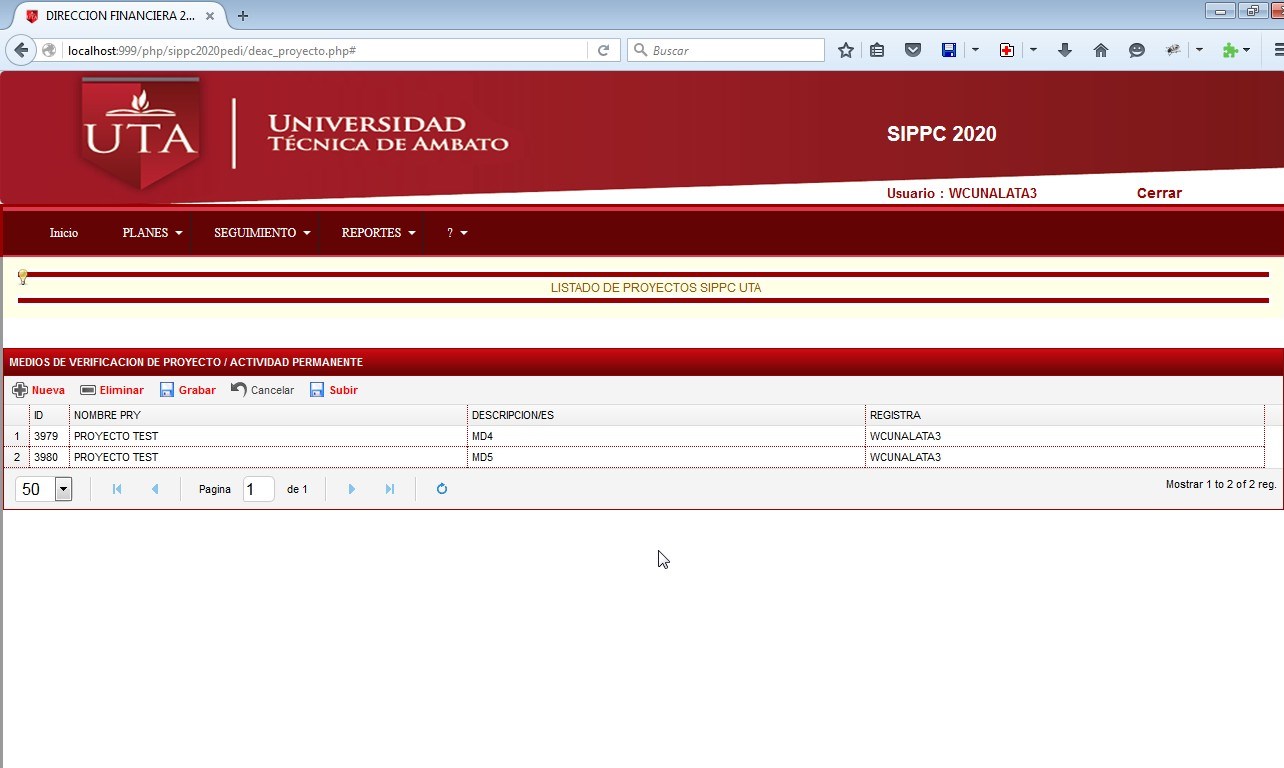 DIRECCION FINANCIERA 2...
localhost:999/php/sippc2020pedi/deac_proyecto.php#
Buscar
UTA
UNIVERSIDAD
TÉCNICA DE AMBATO
SIPPC 2020
Usuario : WCUNALATA3 Cerrar
Inicio PLANES SEGUIMIENTO REPORTES ?
LISTADO DE PROYECTOS SIPPC UTA
MEDIOS DE VERIFICACION DE PROYECTO / ACTIVIDAD PERMANENTE
Nueva Eliminar Grabar Cancelar Subir
ID NOMBRE PRY DESCRIPCION/ES REGISTRA
1 3979 PROYECTO TEST MD4 WCUNALATA3
2 3980 PROYECTO TEST MD5 WCUNALATA3
50 Pagina 1 de 1 Mostrar 1 to 2 of 2 reg.